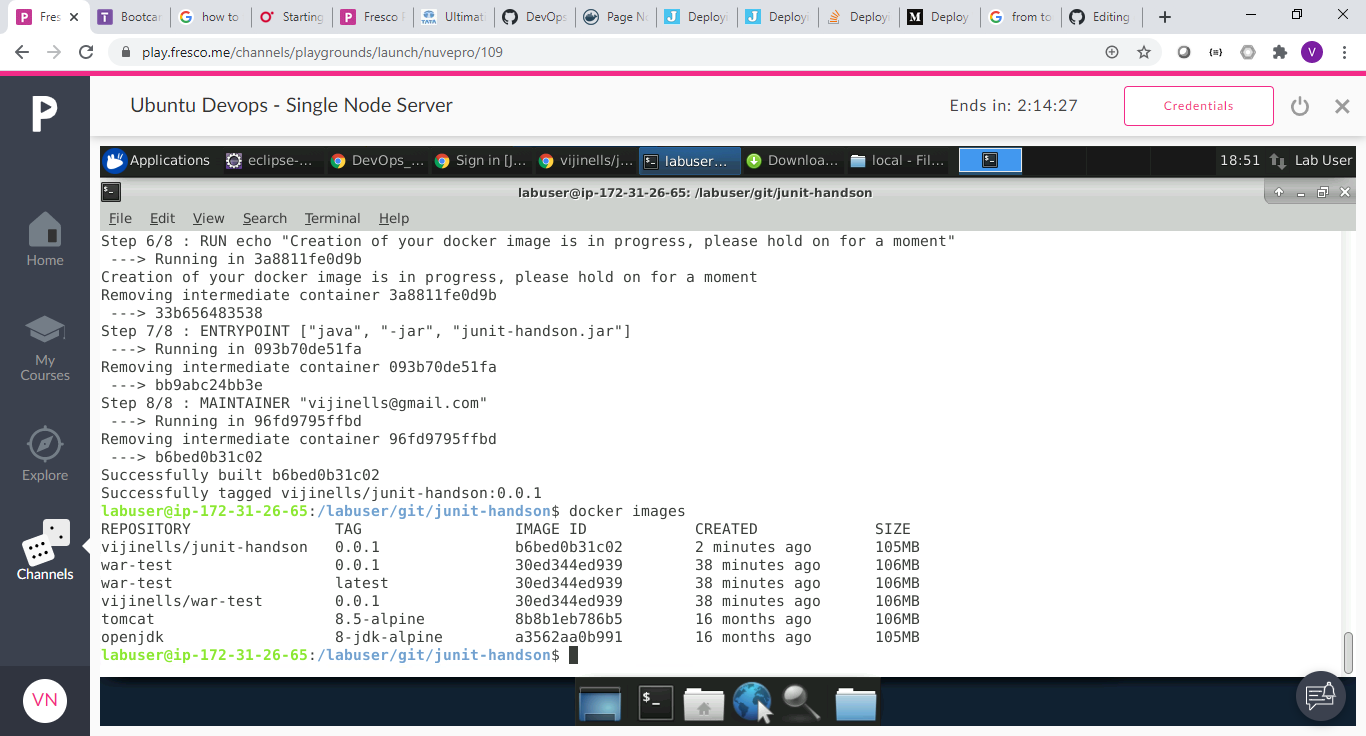 Fres
Bootcar
how to
Starting
Fresco
Ultimat
DevOps
Page N
Deploy
Deployi
Deployi
Deploy
from to
Editing
play.fresco.me/channels/playgrounds/launch/nuvepro/109
V
Ubuntu Devops - Single Node Server
Ends in: 2:14:27
Credentials
Applications
eclipse-...
DevOps_...
Sign in [J...
vijinells/j...
labuser...
Downloa...
local - Fil...
18:51
Lab User
labuser@ip-172-31-26-65: /labuser/git/junit-handson
File Edit View Search Terminal Help
Step 6/8 : RUN echo "Creation of your docker image is in progress, please hold on for a moment"
---> Running in 3a8811fe0d9b
Creation of your docker image is in progress, please hold on for a moment
Removing intermediate container 3a8811fe0d9b
---> 33b656483538
Step 7/8 : ENTRYPOINT ["java", "-jar", "junit-handson.jar"]
---> Running in 093b70de51fa
Removing intermediate container 093b70de51fa
---> bb9abc24bb3e
Step 8/8 : MAINTAINER "vijinells@gmail.com"
---> Running in 96fd9795ffbd
Removing intermediate container 96fd9795ffbd
---> b6bed0b31c02
Successfully built b6bed0b31c02
Successfully tagged vijinells/junit-handson:0.0.1
labuser@ip-172-31-26-65:/labuser/git/junit-handson$ docker images
REPOSITORY TAG IMAGE ID CREATED SIZE
vijinells/junit-handson 0.0.1 b6bed0b31c02 2 minutes ago 105MB
war-test 0.0.1 30ed344ed939 38 minutes ago 106MB
war-test latest 30ed344ed939 38 minutes ago 106MB
vijinells/war-test 0.0.1 30ed344ed939 38 minutes ago 106MB
tomcat 8.5-alpine 8b8b1eb786b5 16 months ago 106MB
openjdk 8-jdk-alpine a3562aa0b991 16 months ago 105MB
labuser@ip-172-31-26-65:/labuser/git/junit-handson$
Home
My
Courses
Explore
Channels
VN